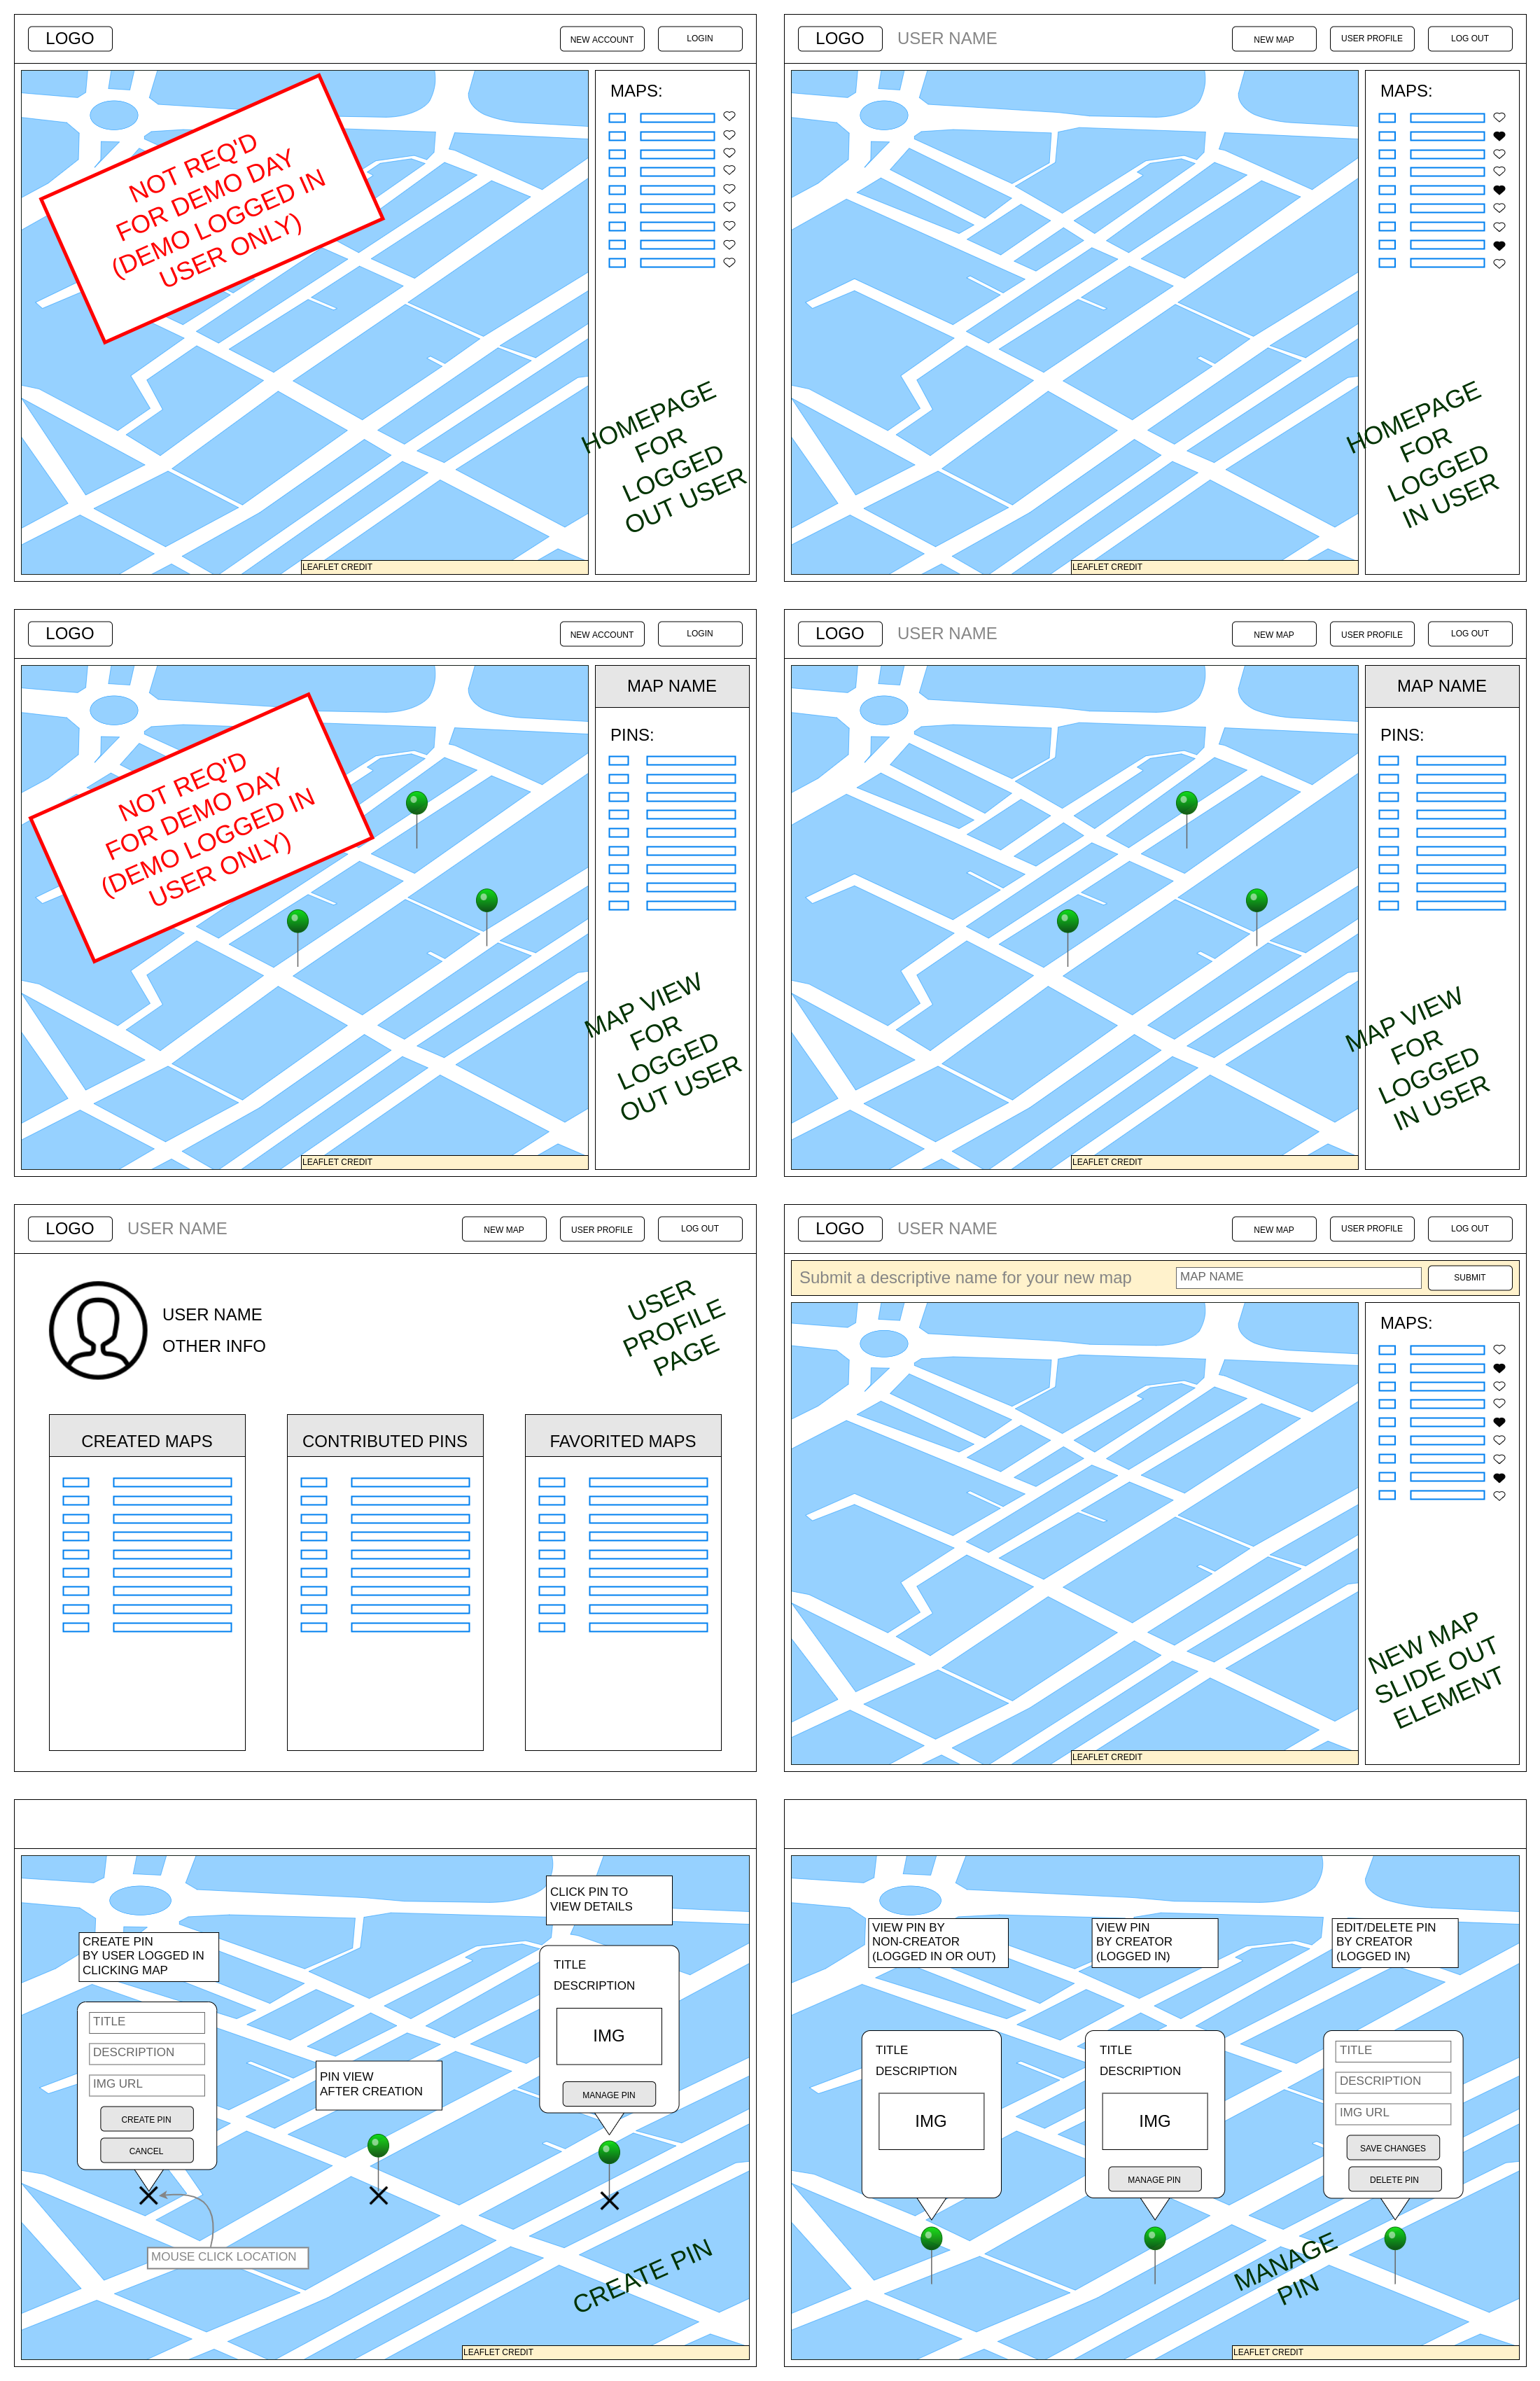 LOGO
NEW ACCOUNT
LOGIN
MAPS:
NOT REQ'D
FOR DEMO DAY
(DEMO LOGGED IN
USER ONLY)
HOMEPAGE
FOR
LOGGED
OUT USER
LEAFLET CREDIT
LOGO
USER NAME
NEW MAP
USER PROFILE
LOG OUT
MAPS:
HOMEPAGE
FOR
LOGGED
IN USER
LEAFLET CREDIT
LOGO
NEW ACCOUNT
LOGIN
MAP NAME
PINS:
NOT REQ'D
FOR DEMO DAY
(DEMO LOGGED IN
USER ONLY)
MAP VIEW
FOR
LOGGED
OUT USER
LEAFLET CREDIT
LOGO
USER NAME
NEW MAP
USER PROFILE
LOG OUT
MAP NAME
PINS:
MAP VIEW
FOR
LOGGED
IN USER
LEAFLET CREDIT
LOGO
USER NAME
NEW MAP
USER PROFILE
LOG OUT
USER NAME
OTHER INFO
USER
PROFILE
PAGE
CREATED MAPS
CONTRIBUTED PINS
FAVORITED MAPS
LOGO
USER NAME
NEW MAP
USER PROFILE
LOG OUT
Submit a descriptive name for your new map
MAP NAME
SUBMIT
MAPS:
NEW MAP
SLIDE OUT
ELEMENT
LEAFLET CREDIT
CREATE PIN
BY USER LOGGED IN
CLICKING MAP
TITLE
DESCRIPTION
IMG URL
CREATE PIN
CANCEL
MOUSE CLICK LOCATION
PIN VIEW
AFTER CREATION
CLICK PIN TO
VIEW DETAILS
TITLE
DESCRIPTION
IMG
MANAGE PIN
CREATE PIN
LEAFLET CREDIT
VIEW PIN BY
NON-CREATOR
(LOGGED IN OR OUT)
TITLE
DESCRIPTION
IMG
VIEW PIN
BY CREATOR
(LOGGED IN)
TITLE
DESCRIPTION
IMG
MANAGE PIN
EDIT/DELETE PIN
BY CREATOR
(LOGGED IN)
TITLE
DESCRIPTION
IMG URL
SAVE CHANGES
DELETE PIN
MANAGE
PIN
LEAFLET CREDIT